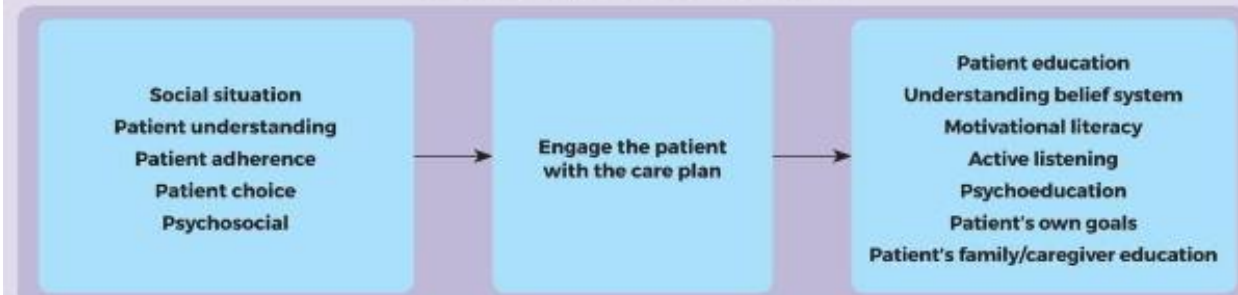 Social situation
Patient understanding
Patient adherence
Patient choice
Psychosocial
Engage the patient
with the care plan
Patient education
Understanding belief system
Motivational literacy
Active listening
Psychoeducation
Patient's own goals
Patient's family/caregiver education